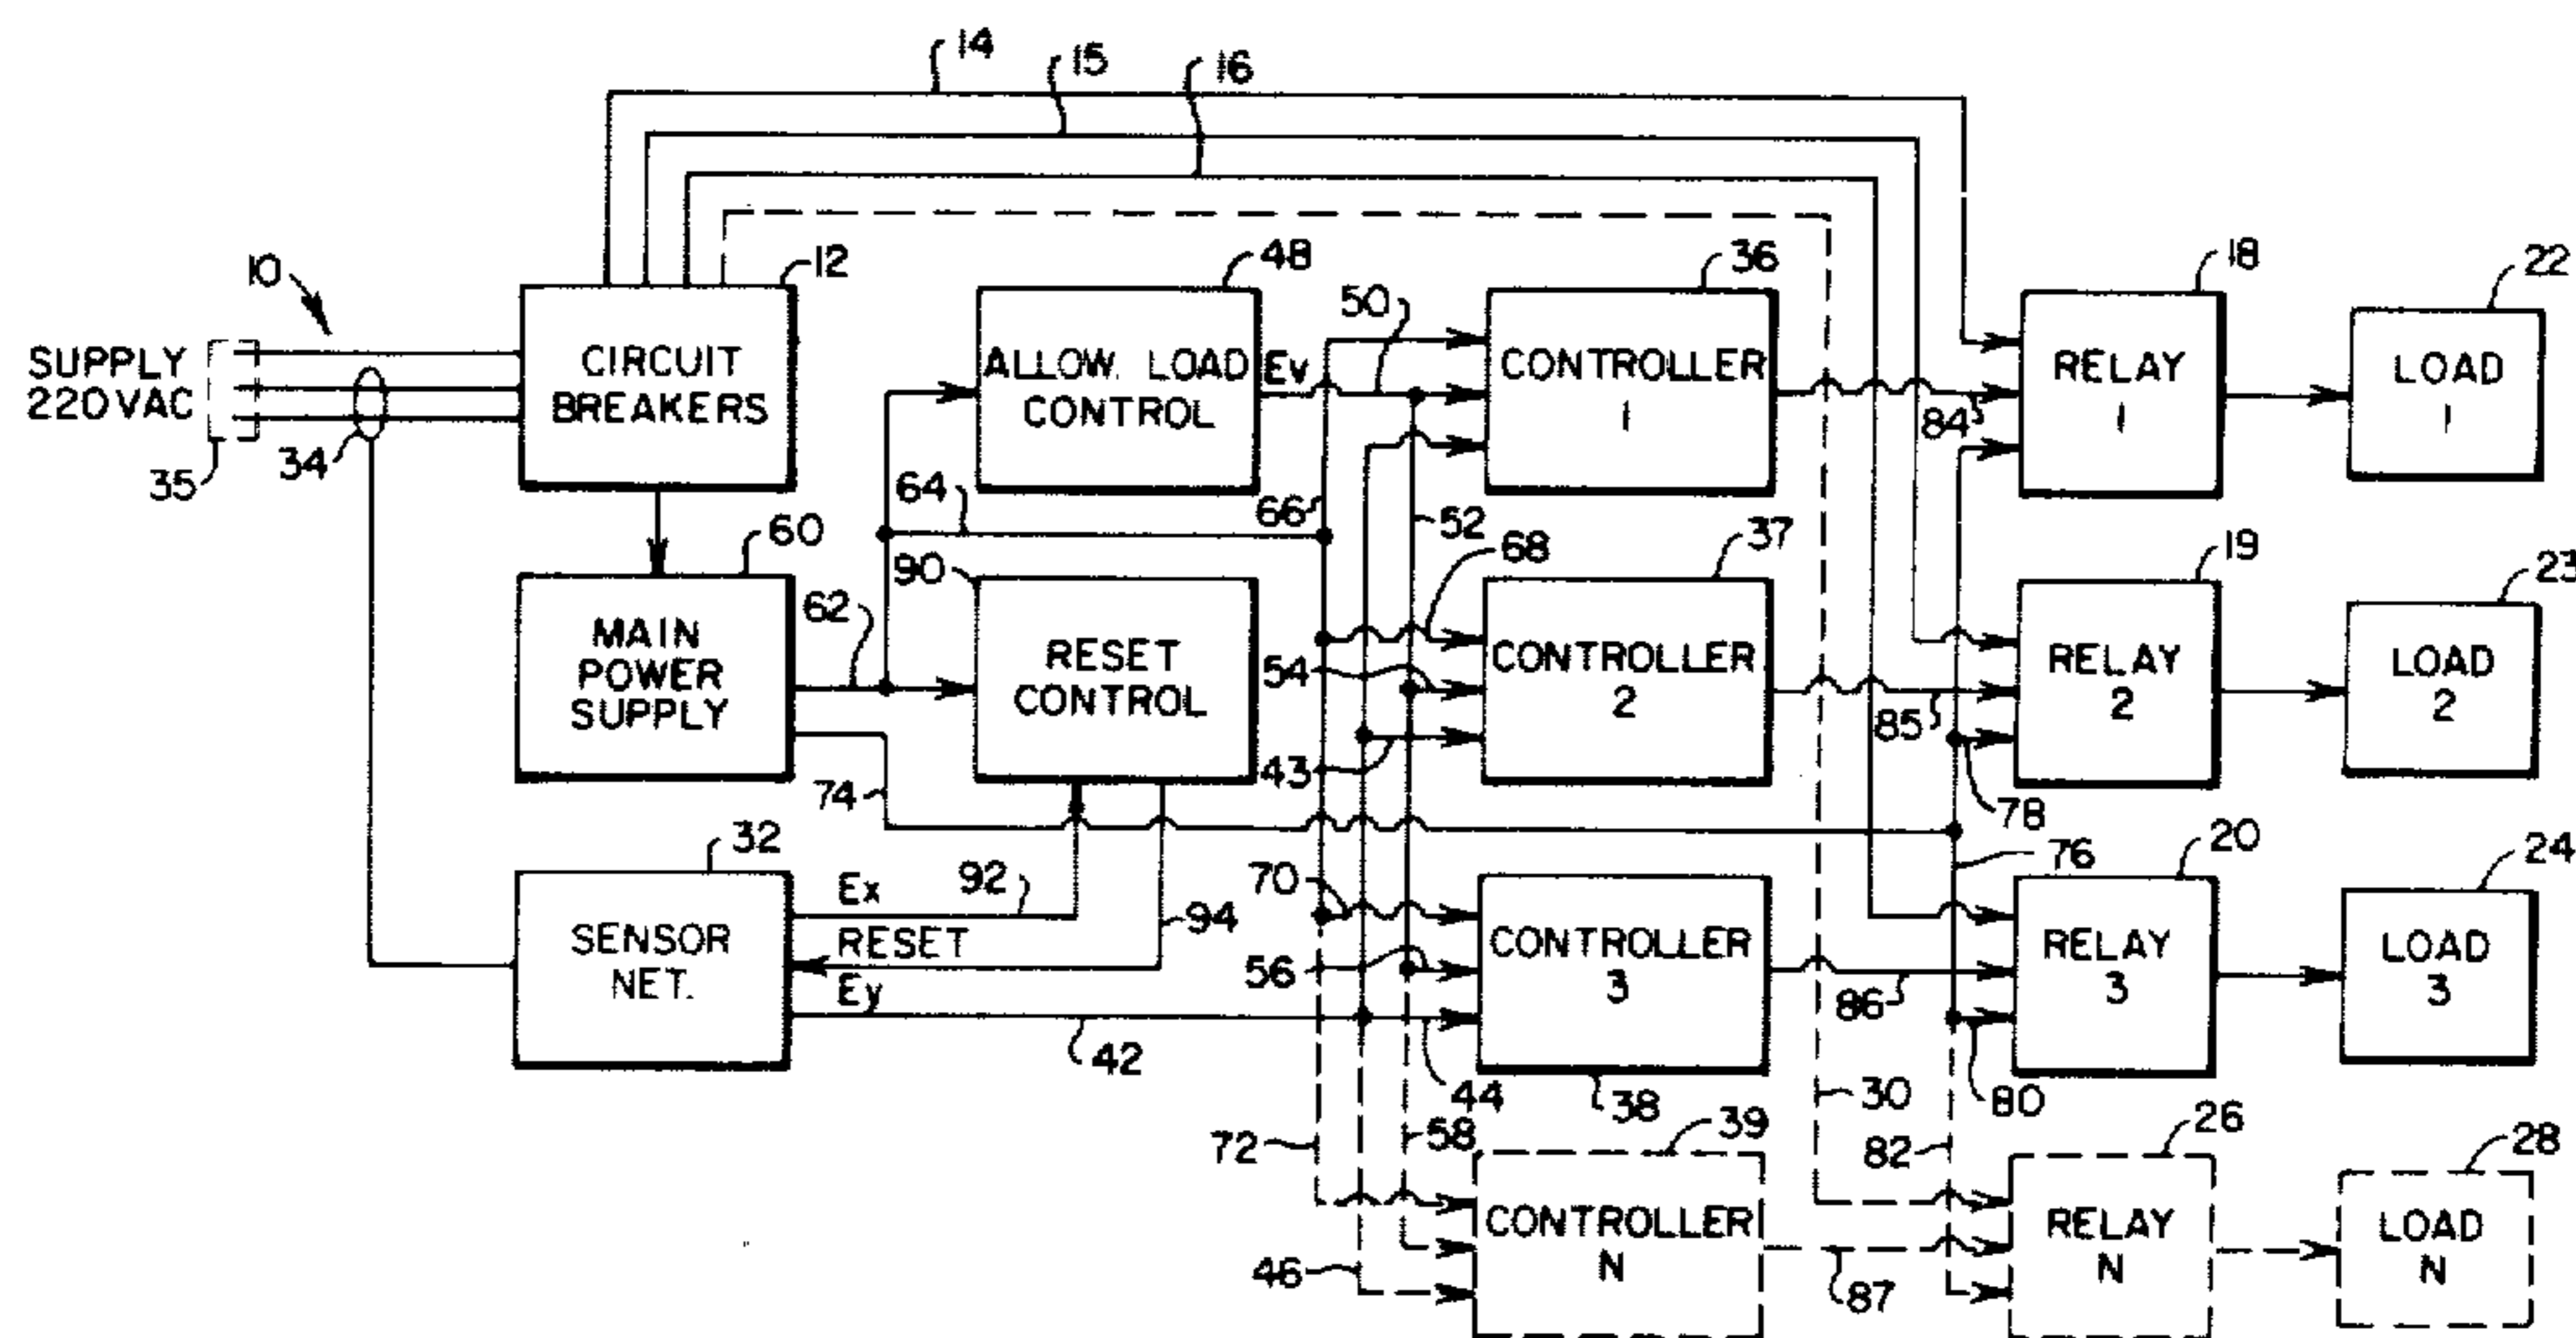 14
15
16
10
12
48
36
18
22
SUPPLY
220 VAC
35
34
CIRCUIT
BREAKERS
ALLOW. LOAD
CONTROL
Ev
50
CONTROLLER
1
84
RELAY
1
LOAD
1
64
66
52
60
90
68
37
19
23
62
MAIN
POWER
SUPPLY
RESET
CONTROL
54
43
CONTROLLER
2
85
RELAY
2
LOAD
2
78
74
32
76
20
24
SENSOR
NET.
Ex
92
RESET
94
Ey
42
70
56
CONTROLLER
3
86
RELAY
3
LOAD
3
44
38
30
80
72
58
39
82
26
28
46
CONTROLLER
N
87
RELAY
N
LOAD
N